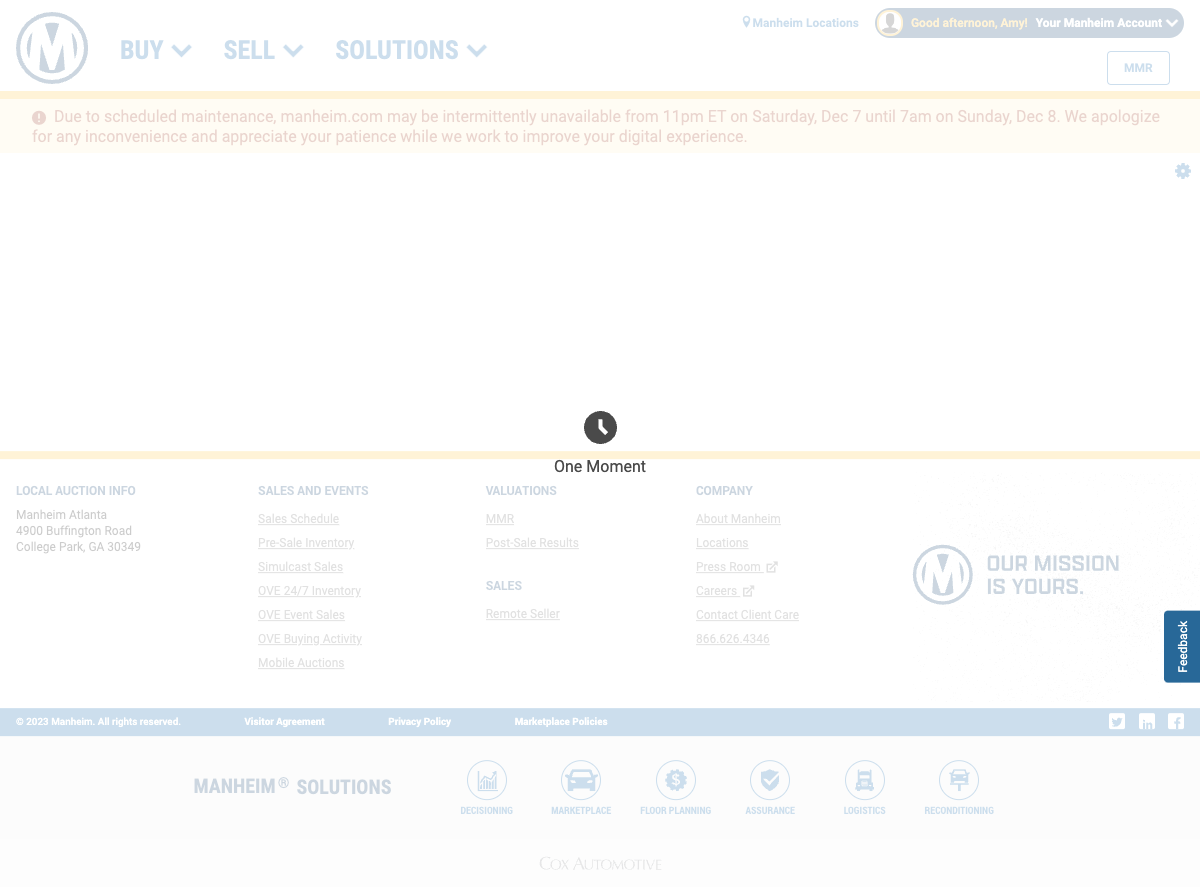 Manheim Locations
Good afternoon, Amy! Your Manheim Account
BUY
SELL
SOLUTIONS
MMR
Due to scheduled maintenance, manheim.com may be intermittently unavailable from 11pm ET on Saturday, Dec 7 until 7am on Sunday, Dec 8. We apologize
for any inconvenience and appreciate your patience while we work to improve your digital experience.
One Moment
LOCAL AUCTION INFO
Manheim Atlanta
4900 Buffington Road
College Park, GA 30349
SALES AND EVENTS
Sales Schedule
Pre-Sale Inventory
Simulcast Sales
OVE 24/7 Inventory
OVE Event Sales
OVE Buying Activity
Mobile Auctions
VALUATIONS
MMR
Post-Sale Results
SALES
Remote Seller
COMPANY
About Manheim
Locations
Press Room
Careers
Contact Client Care
866.626.4346
OUR MISSION
IS YOURS.
Feedback
© 2023 Manheim. All rights reserved.
Visitor Agreement
Privacy Policy
Marketplace Policies
MANHEIM® SOLUTIONS
DECISIONING
MARKETPLACE
FLOOR PLANNING
ASSURANCE
LOGISTICS
RECONDITIONING
COX AUTOMOTIVE